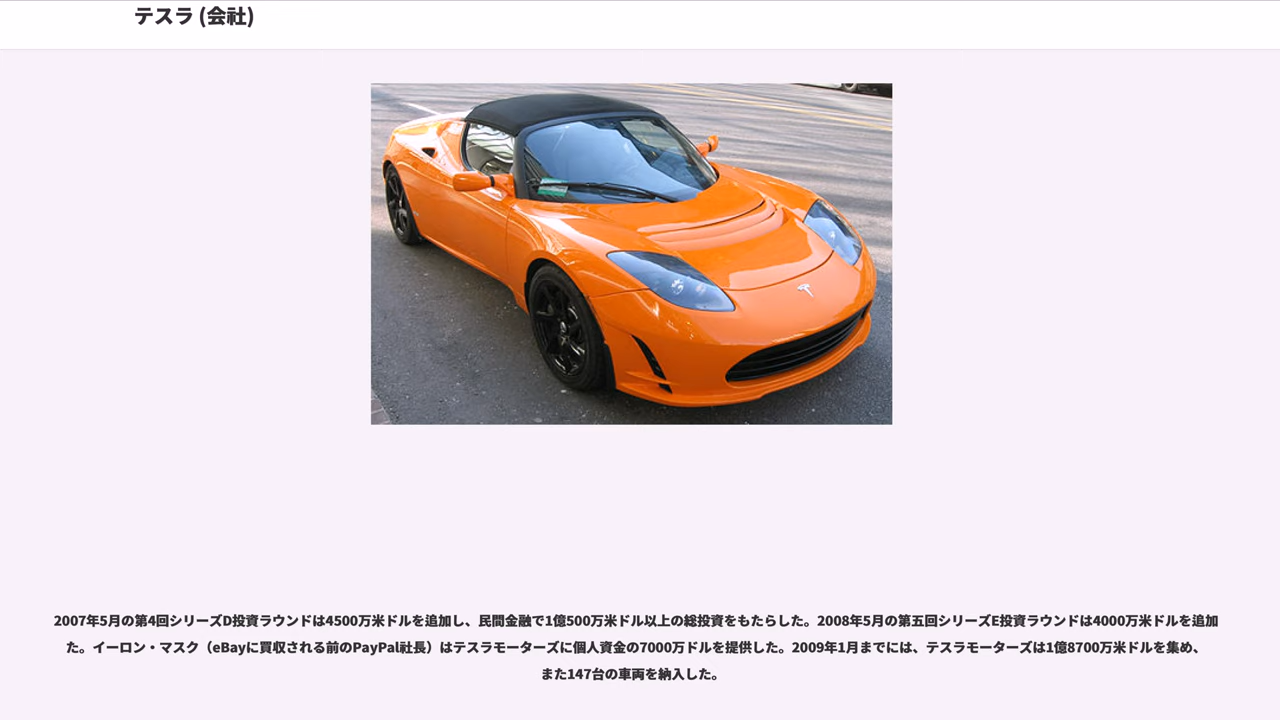 テスラ (会社)
2007年5月の第4回シリーズD投資ラウンドは4500万米ドルを追加し、民間金融で1億500万米ドル以上の総投資をもたらした。2008年5月の第五回シリーズE投資ラウンドは4000万米ドルを追加
た。イーロン・マスク（eBayに買収される前のPayPal社長）はテスラモーターズに個人資金の7000万ドルを提供した。2009年1月までには、テスラモーターズは1億8700万米ドルを集め、
また147台の車両を納入した。